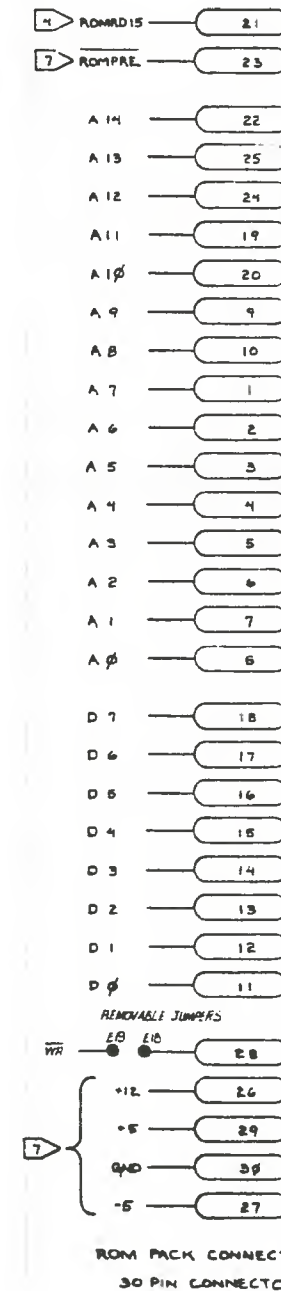 4 ROMRD15 21
7 ROMPRE 23
A 14 22
A 13 25
A 12 24
A 11 19
A 1Ø 20
A 9 9
A 8 10
A 7 1
A 6 2
A 5 3
A 4 4
A 3 5
A 2 6
A 1 7
A Ø 8
D 7 18
D 6 17
D 5 16
D 4 15
D 3 14
D 2 13
D 1 12
D Ø 11
REMOVABLE JUMPERS
E19 E18
WR 28
+12 26
+5 29
7 GND 3Ø
-5 27
ROM PACK CONNEC
30 PIN CONNECTO